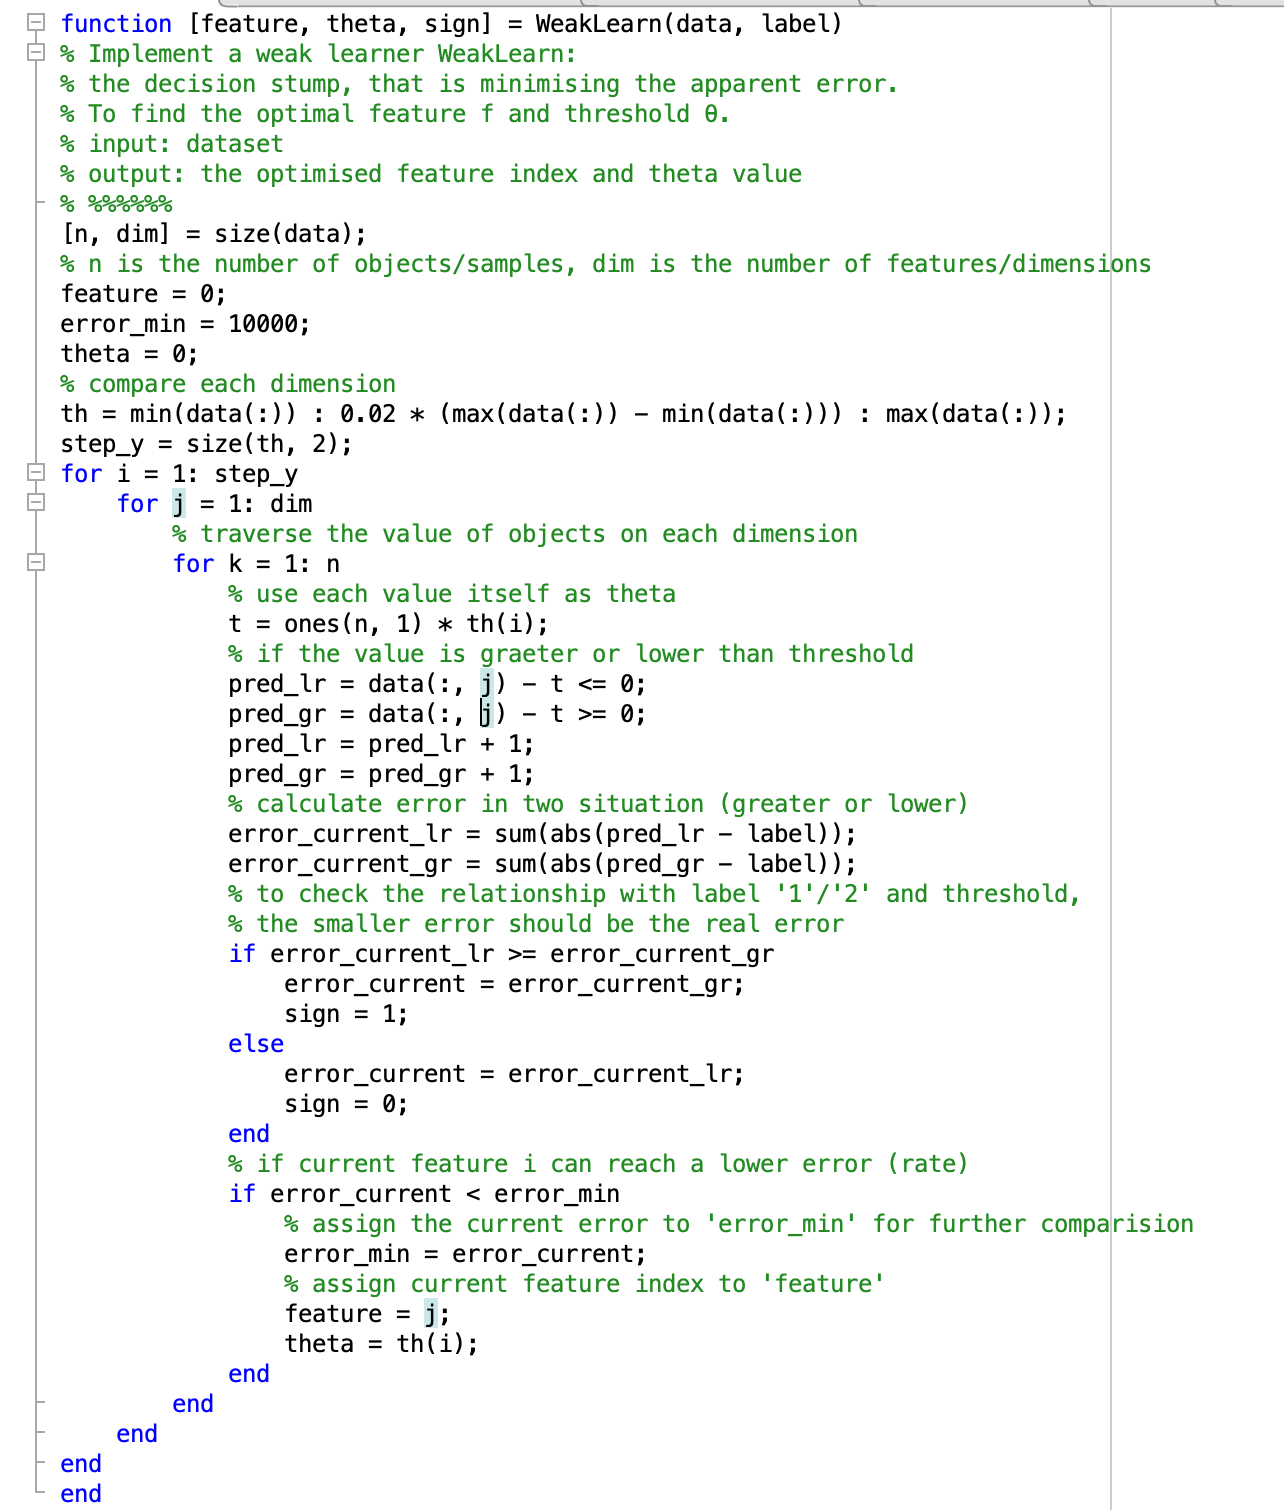 function [feature, theta, sign] = WeakLearn(data, label)
% Implement a weak learner WeakLearn:
% the decision stump, that is minimising the apparent error.
% To find the optimal feature f and threshold θ.
% input: dataset
% output: the optimised feature index and theta value
% %%%%%%
[n, dim] = size(data);
% n is the number of objects/samples, dim is the number of features/dimensions
feature = 0;
error_min = 10000;
theta = 0;
% compare each dimension
th = min(data(:)) : 0.02 * (max(data(:)) - min(data(:))) : max(data(:));
step_y = size(th, 2);
for i = 1: step_y
    for j = 1: dim
        % traverse the value of objects on each dimension
        for k = 1: n
            % use each value itself as theta
            t = ones(n, 1) * th(i);
            % if the value is graeter or lower than threshold
            pred_lr = data(:, j) - t <= 0;
            pred_gr = data(:, j) - t >= 0;
            pred_lr = pred_lr + 1;
            pred_gr = pred_gr + 1;
            % calculate error in two situation (greater or lower)
            error_current_lr = sum(abs(pred_lr - label));
            error_current_gr = sum(abs(pred_gr - label));
            % to check the relationship with label '1'/'2' and threshold,
            % the smaller error should be the real error
            if error_current_lr >= error_current_gr
                error_current = error_current_gr;
                sign = 1;
            else
                error_current = error_current_lr;
                sign = 0;
            end
            % if current feature i can reach a lower error (rate)
            if error_current < error_min
                % assign the current error to 'error_min' for further comparision
                error_min = error_current;
                % assign current feature index to 'feature'
                feature = j;
                theta = th(i);
            end
        end
    end
end
end